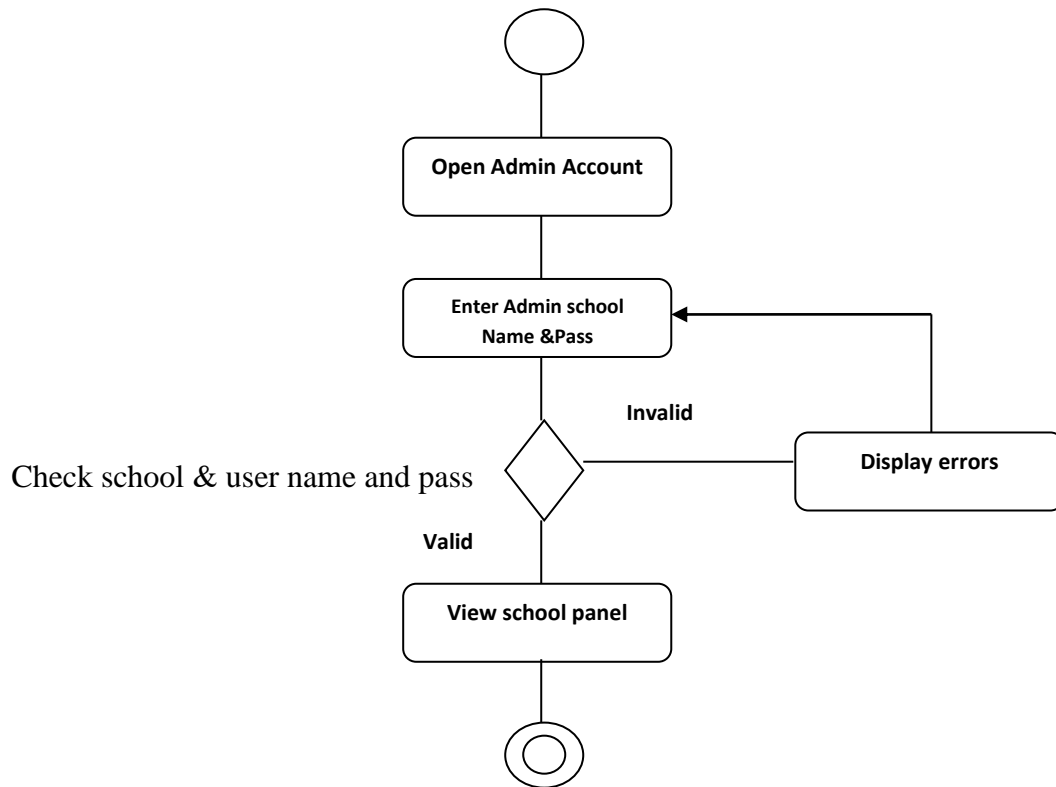 Open Admin Account
Enter Admin school
Name &Pass
Invalid
Display errors
Check school & user name and pass
Valid
View school panel